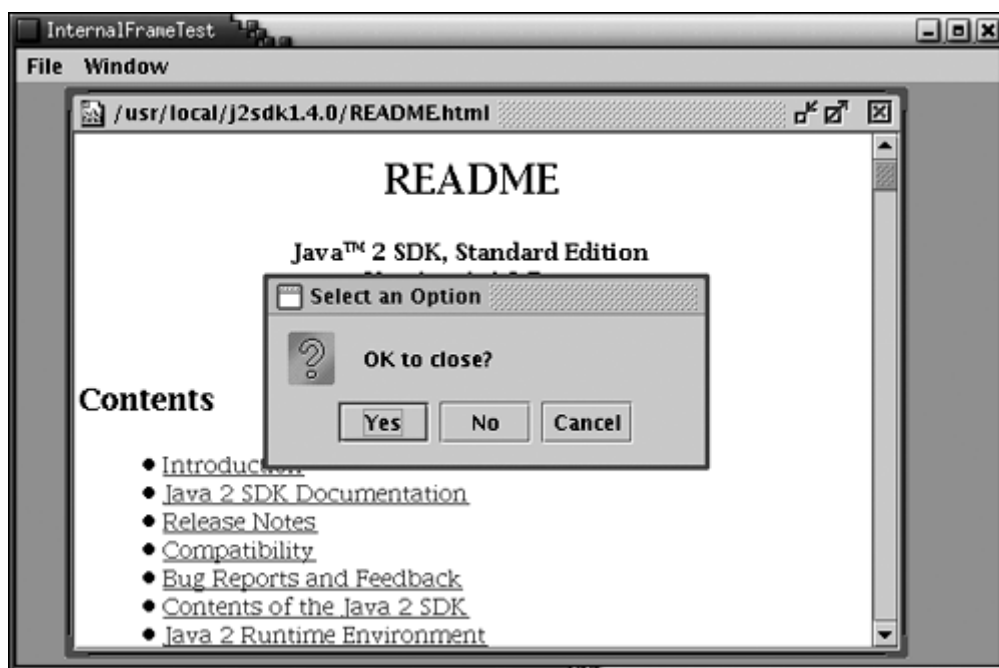 InternalFrameTest
File Window
/usr/local/j2sdk1.4.0/README.html
README
Java™ 2 SDK, Standard Edition
Select an Option
OK to close?
Contents
Yes No Cancel
Introduction
Java 2 SDK Documentation
Release Notes
Compatibility
Bug Reports and Feedback
Contents of the Java 2 SDK
Java 2 Runtime Environment